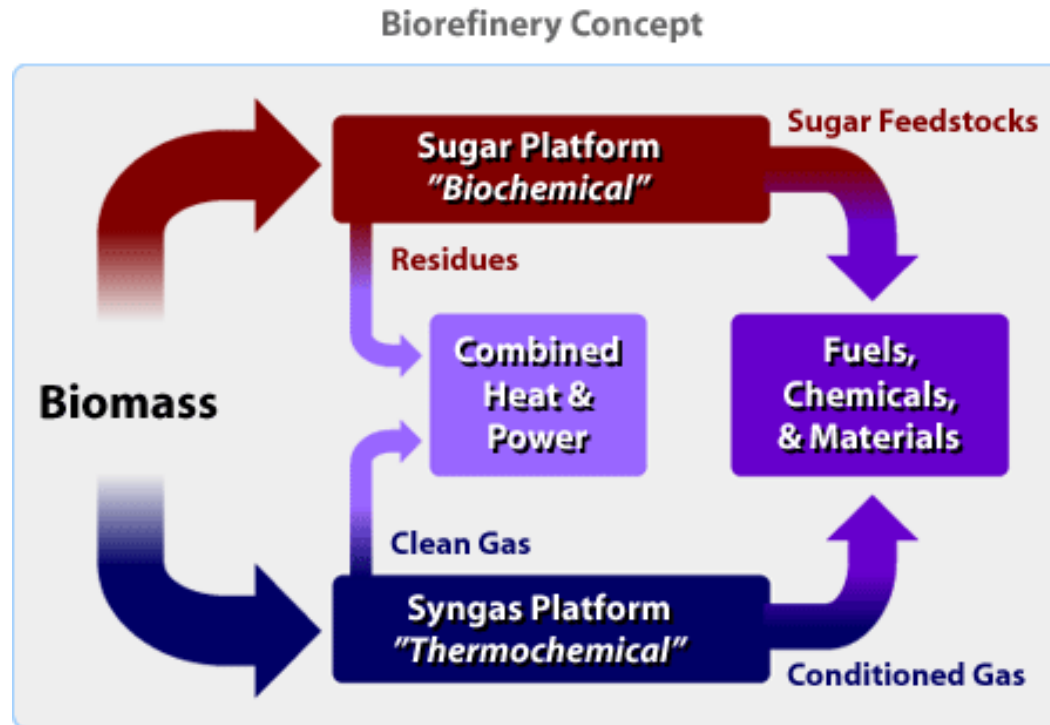 Biorefinery Concept
Sugar Feedstocks
Sugar Platform
”Biochemical”
Residues
Combined
Heat &
Power
Fuels,
Chemicals,
& Materials
Biomass
Clean Gas
Syngas Platform
”Thermochemical”
Conditioned Gas